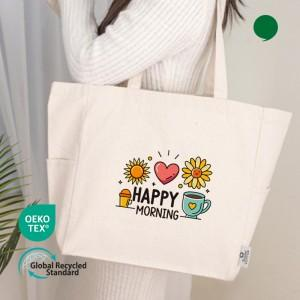 HAPPY
MORNING
OEKO
TEX®
Global Recycled
Standard